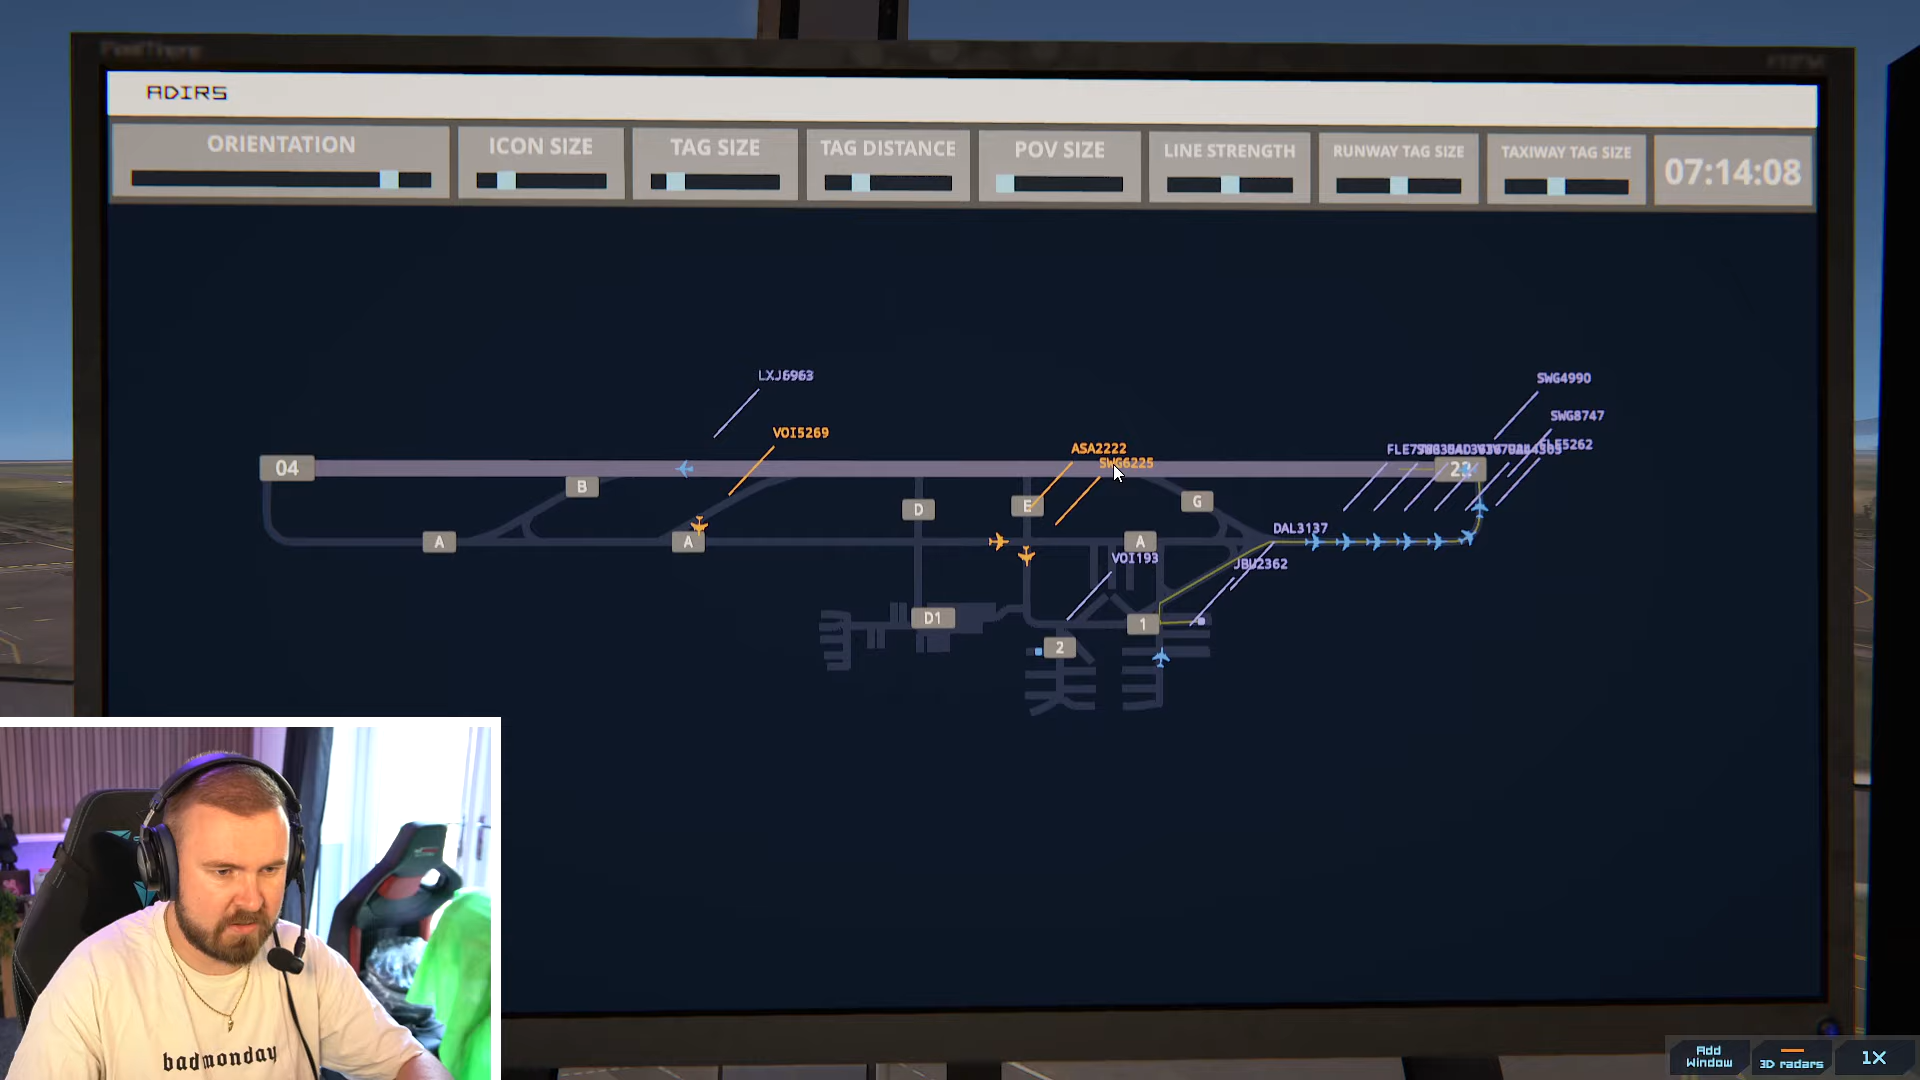 ADIRS
ORIENTATION
ICON SIZE
TAG SIZE
TAG DISTANCE
POV SIZE
LINE STRENGTH
RUNWAY TAG SIZE
TAXIWAY TAG SIZE
07:14:08
LXJ6963
SWG4990
SWG8747
VOI5269
ASA2222
FLE5262
SWG6225
04
B
D
E
G
DAL3137
A
A
A
VOI193
JBU2362
D1
1
2
badmonday
Add Window
3D radars
1X